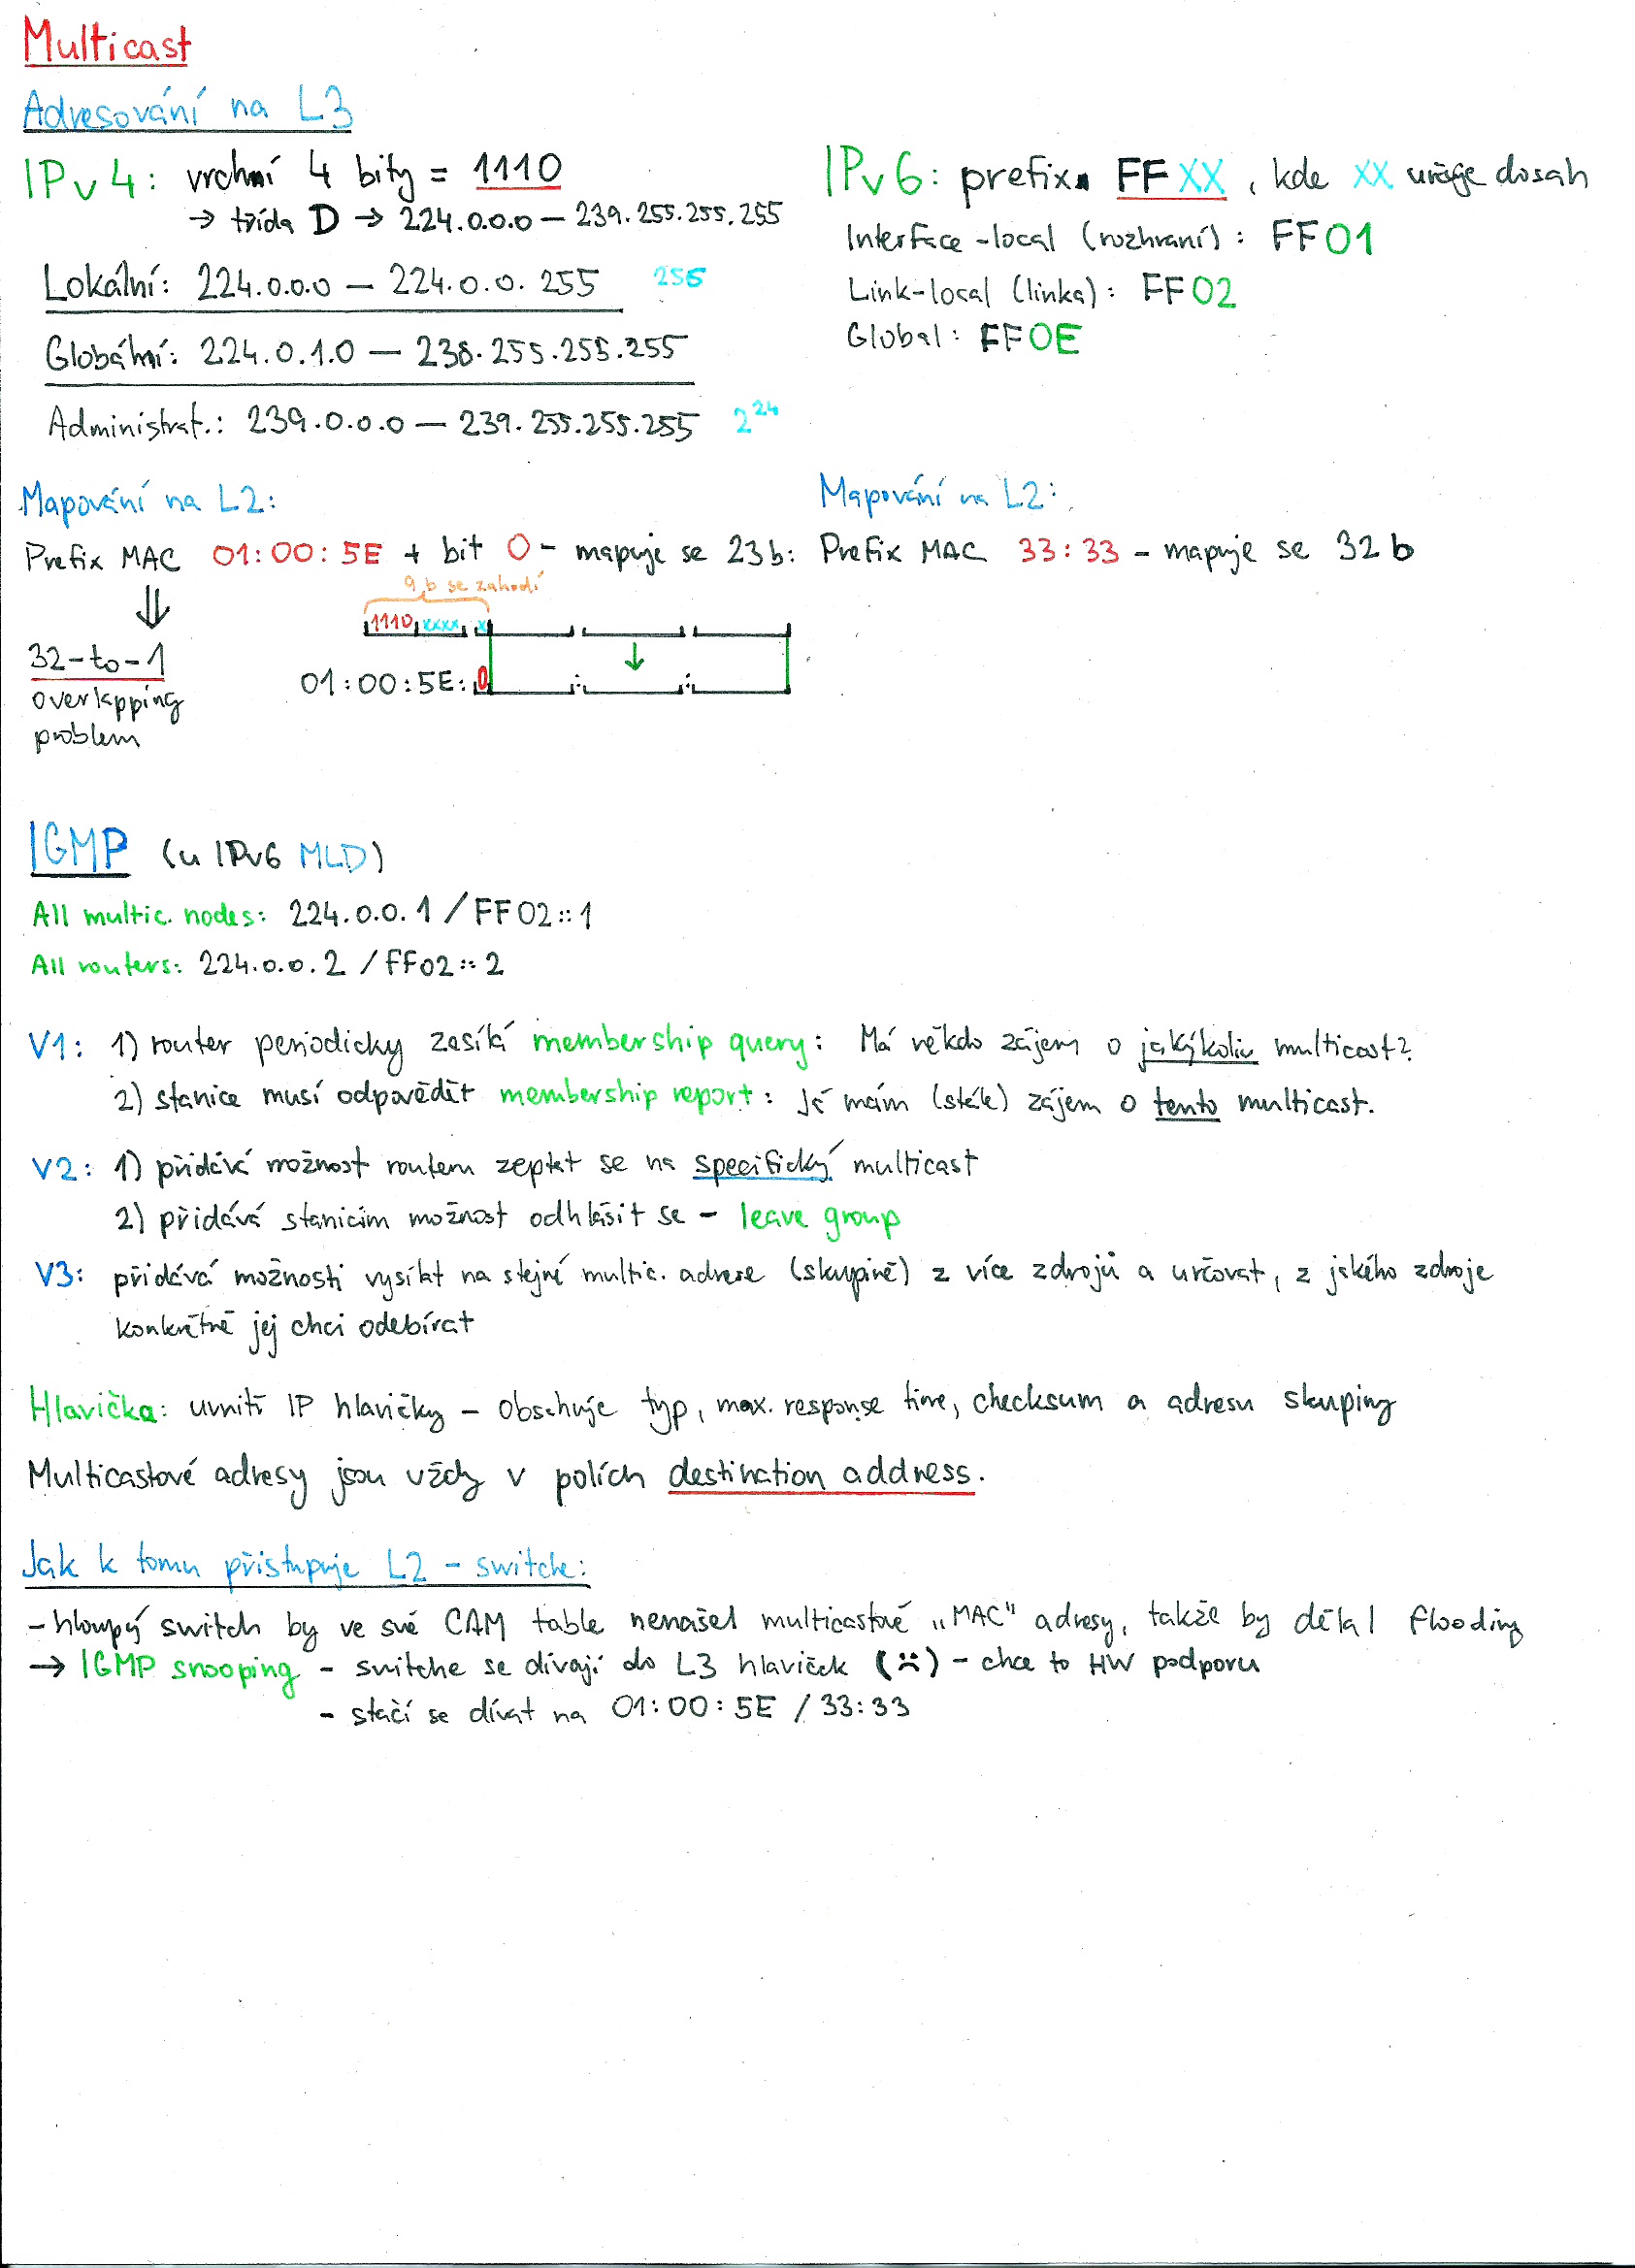 Multicast
Adresování na L3
IPv4: vrchní 4 bity = 1110
→ třída D → 224.0.0.0 – 239.255.255.255
Lokální: 224.0.0.0 – 224.0.0.255 256
Globální: 224.0.1.0 – 238.255.255.255
Administrat.: 239.0.0.0 – 239.255.255.255 2^24
IPv6: prefix FFXX, kde XX určuje dosah
Interface-local (rozhraní): FF01
Link-local (linka): FF02
Global: FF0E
Mapování na L2:
Prefix MAC 01:00:5E + bit 0 – mapuje se 23b:
9 b se zahodí
1110 xxxx x
01:00:5E: 0 : :
⇓
32-to-1
overlapping
problem
Mapování na L2:
Prefix MAC 33:33 – mapuje se 32b
IGMP (u IPv6 MLD)
All multic. nodes: 224.0.0.1 / FF02::1
All routers: 224.0.0.2 / FF02::2
V1: 1) router periodicky zasílá membership query: Má někdo zájem o jakýkoliv multicast?
2) stanice musí odpovědět membership report: Já mám (stále) zájem o tento multicast.
V2: 1) přidává možnost routeru zeptat se na specifický multicast
2) přidává stanicím možnost odhlásit se – leave group
V3: přidává možnosti vysílat na stejné multic. adrese (skupině) z více zdrojů a určovat, z jakého zdroje
konkrétně jej chci odebírat
Hlavička: uvnitř IP hlavičky – obsahuje typ, max. response time, checksum a adresu skupiny
Multicastové adresy jsou vždy v polích destination address.
Jak k tomu přistupuje L2 – switche:
– hloupý switch by ve své CAM table nenašel multicastové „MAC" adresy, takže by dělal flooding
→ IGMP snooping – switche se dívají do L3 hlaviček (:() – chce to HW podporu
– stačí se dívat na 01:00:5E / 33:33